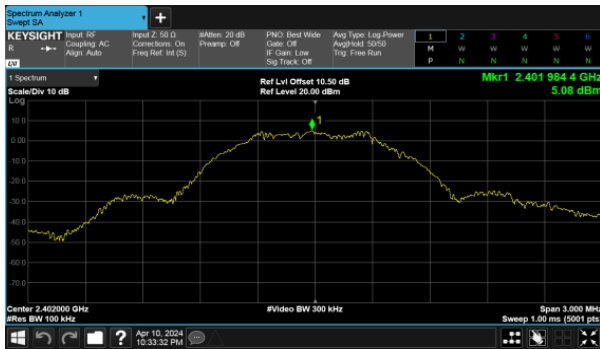 Spectrum Analyzer 1
Swept SA
+
KEYSIGHT Input: RF Input Z: 50 Ω #Atten: 20 dB PNO: Best Wide Avg Type: Log-Power 1 2 3 4 5 6
R Coupling: AC Corrections: On Preamp: Off Gate: Off Avg|Hold: 50/50 M W W W W W
Align: Auto Freq Ref: Int (S) IF Gain: Low Trig: Free Run
Sig Track: Off P N N N N N
LXI
1 Spectrum Ref Lvl Offset 10.50 dB Mkr1 2.401 984 4 GHz
Scale/Div 10 dB Ref Level 20.00 dBm 5.08 dBm
Log
1
10.0
0.00
-10.0
-20.0
-30.0
-40.0
-50.0
-60.0
-70.0
Center 2.402000 GHz #Video BW 300 kHz Span 3.000 MHz
#Res BW 100 kHz Sweep 1.00 ms (5001 pts)
? Apr 10, 2024
10:33:32 PM